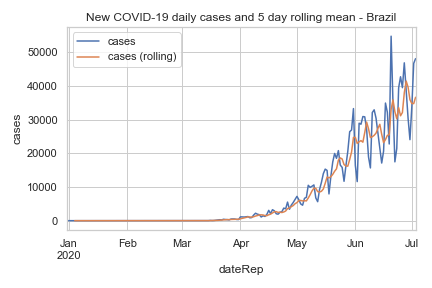 New COVID-19 daily cases and 5 day rolling mean - Brazil
cases
cases (rolling)
50000
40000
30000
20000
10000
0
cases
Jan Feb Mar Apr May Jun Jul
2020
dateRep